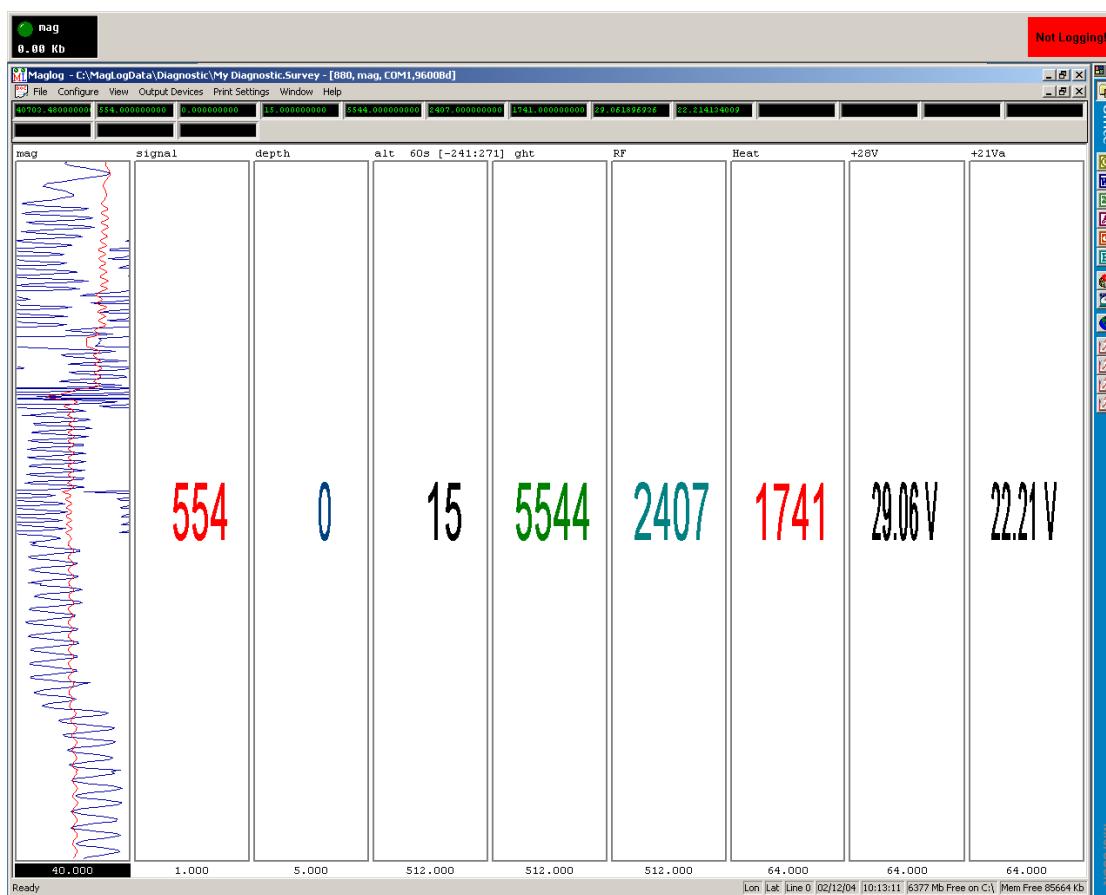 mag
0.00 Kb
Not Logging!
Maglog - C:\MagLogData\Diagnostic\My Diagnostic.Survey - [880, mag, COM1,9600Bd]
File Configure View Output Devices Print Settings Window Help
40703.480000000 554.000000000 0.000000000 15.000000000 5544.000000000 2407.000000000 1741.000000000 29.061896926 22.214134009
mag signal depth alt 60s [-241:271] ght RF Heat +28V +21Va
554 0 15 5544 2407 1741 29.06 V 22.21 V
40.000 1.000 5.000 512.000 512.000 512.000 64.000 64.000 64.000
Ready Lon Lat Line 0 02/12/04 10:13:11 6377 Mb Free on C:\ Mem Free 85664 Kb